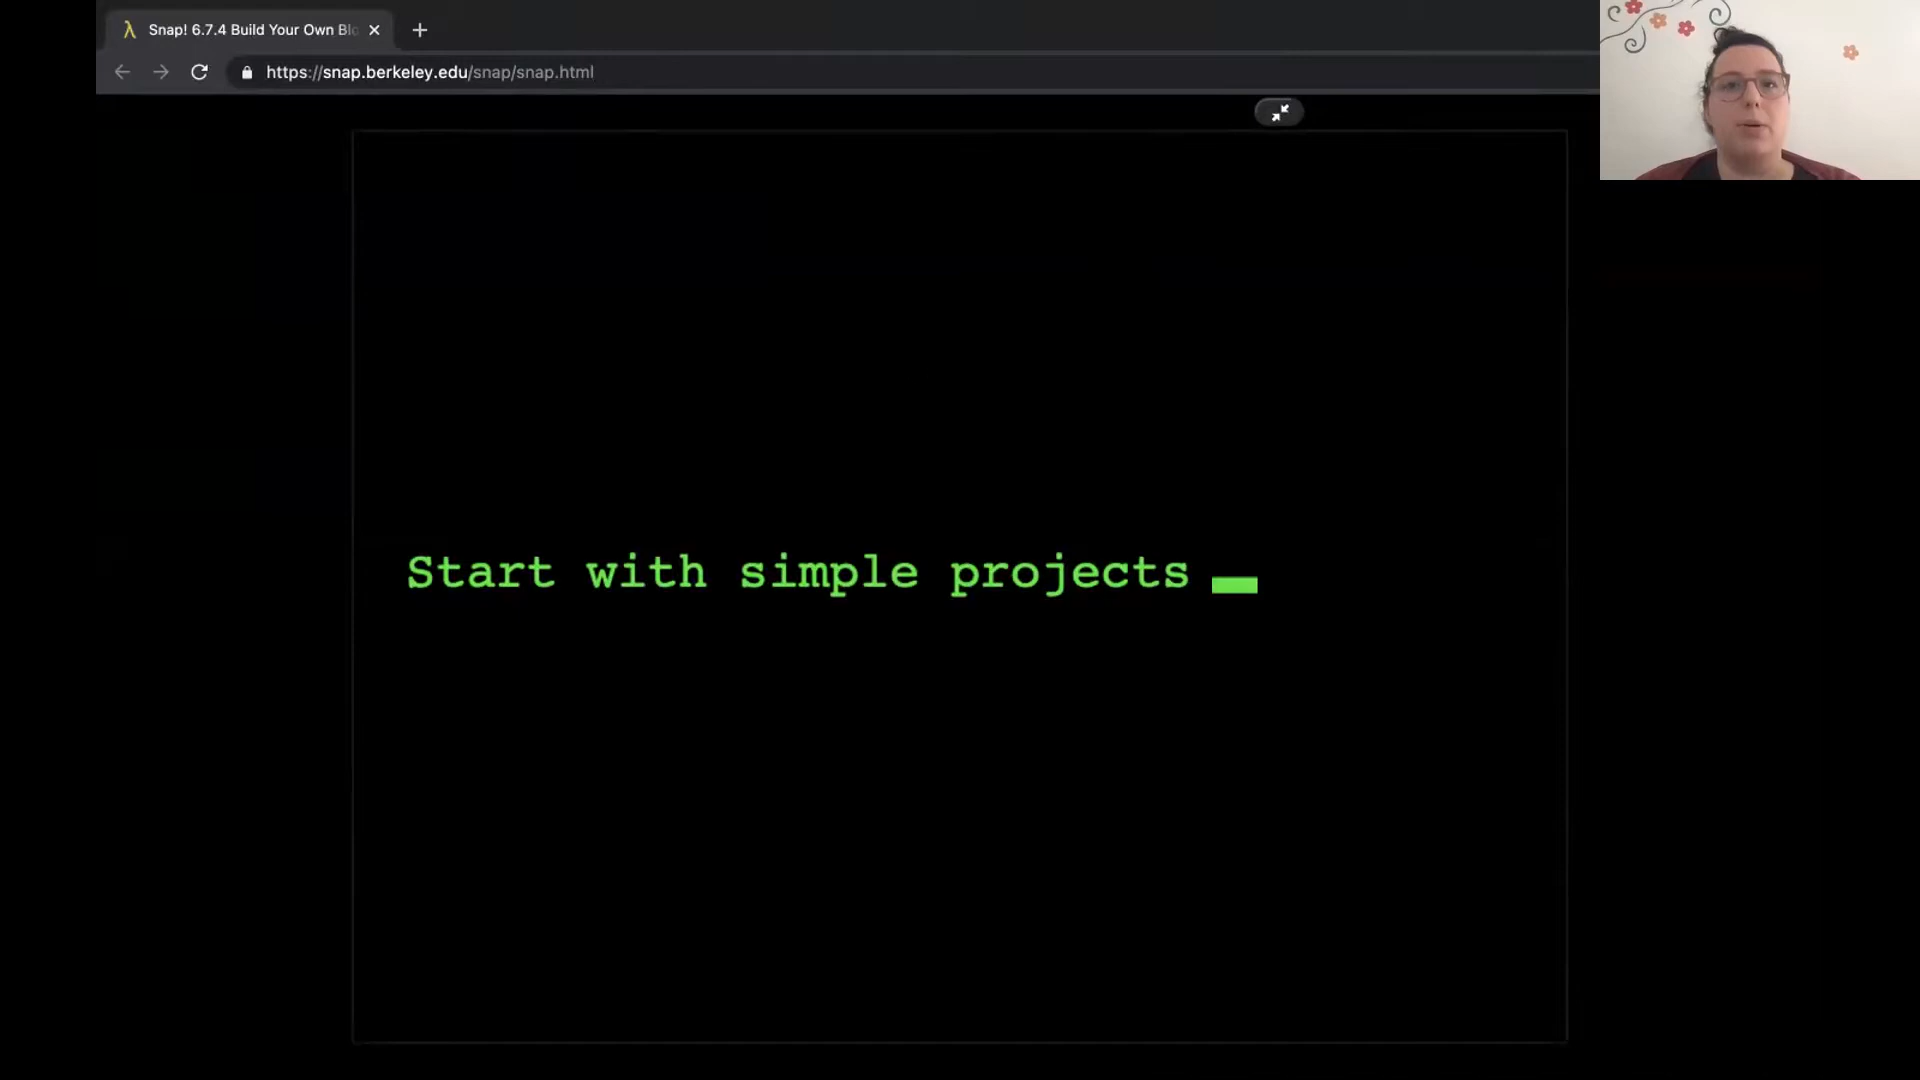 Snap! 6.7.4 Build Your Own Blo
https://snap.berkeley.edu/snap/snap.html
Start with simple projects